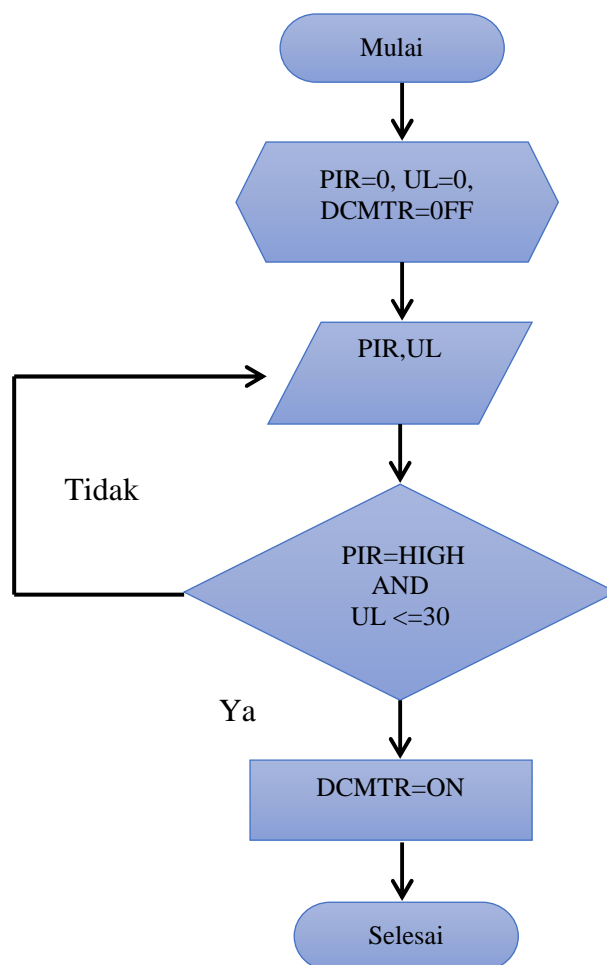 Mulai
PIR=0, UL=0,
DCMTR=0FF
PIR,UL
Tidak
PIR=HIGH
AND
UL <=30
Ya
DCMTR=ON
Selesai